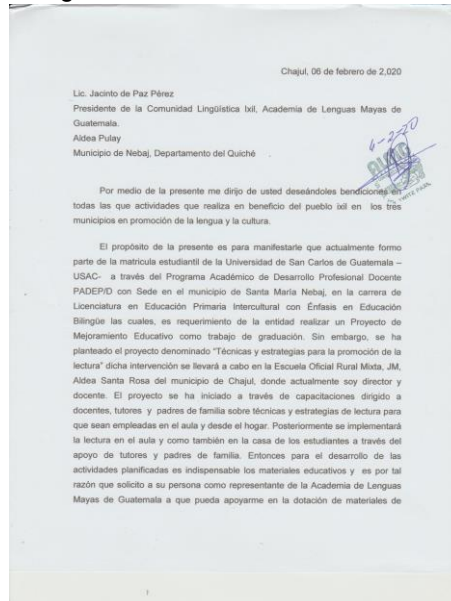 Chajul, 06 de febrero de 2,020
Lic. Jacinto de Paz Pérez
Presidente de la Comunidad Lingüística Ixil, Academia de Lenguas Mayas de
Guatemala.
Aldea Pulay
Municipio de Nebaj, Departamento del Quiché
6-2-20
Por medio de la presente me dirijo de usted deseándoles bendiciones en
todas las que actividades que realiza en beneficio del pueblo ixil en los tres
municipios en promoción de la lengua y la cultura.
El propósito de la presente es para manifestarle que actualmente formo
parte de la matrícula estudiantil de la Universidad de San Carlos de Guatemala –
USAC- a través del Programa Académico de Desarrollo Profesional Docente
PADEP/D con Sede en el municipio de Santa María Nebaj, en la carrera de
Licenciatura en Educación Primaria Intercultural con Énfasis en Educación
Bilingüe las cuales, es requerimiento de la entidad realizar un Proyecto de
Mejoramiento Educativo como trabajo de graduación. Sin embargo, se ha
planteado el proyecto denominado "Técnicas y estrategias para la promoción de la
lectura" dicha intervención se llevará a cabo en la Escuela Oficial Rural Mixta, JM,
Aldea Santa Rosa del municipio de Chajul, donde actualmente soy director y
docente. El proyecto se ha iniciado a través de capacitaciones dirigido a
docentes, tutores y padres de familia sobre técnicas y estrategias de lectura para
que sean empleadas en el aula y desde el hogar. Posteriormente se implementará
la lectura en el aula y como también en la casa de los estudiantes a través del
apoyo de tutores y padres de familia. Entonces para el desarrollo de las
actividades planificadas es indispensable los materiales educativos y es por tal
razón que solicito a su persona como representante de la Academia de Lenguas
Mayas de Guatemala a que pueda apoyarme en la dotación de materiales de